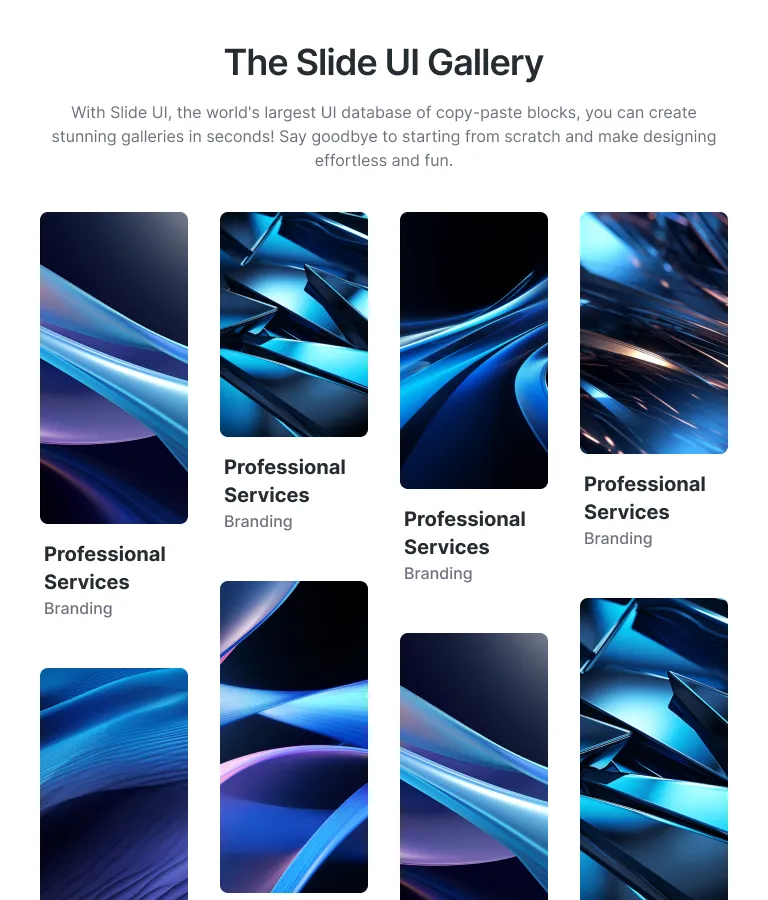 The Slide UI Gallery
With Slide UI, the world's largest UI database of copy-paste blocks, you can create
stunning galleries in seconds! Say goodbye to starting from scratch and make designing
effortless and fun.
Professional
Services
Branding
Professional
Services
Branding
Professional
Services
Branding
Professional
Services
Branding